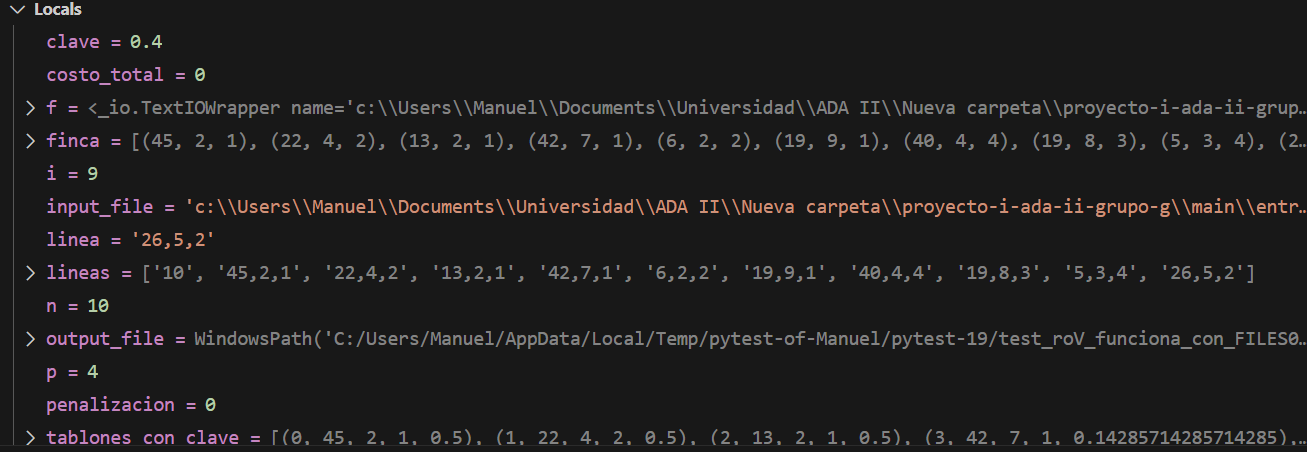 Locals
clave = 0.4
costo_total = 0
f = <_io.TextIOWrapper name='c:\\Users\\Manuel\\Documents\\Universidad\\ADA II\\Nueva carpeta\\proyecto-i-ada-ii-grup…
finca = [(45, 2, 1), (22, 4, 2), (13, 2, 1), (42, 7, 1), (6, 2, 2), (19, 9, 1), (40, 4, 4), (19, 8, 3), (5, 3, 4), (2…
i = 9
input_file = 'c:\\Users\\Manuel\\Documents\\Universidad\\ADA II\\Nueva carpeta\\proyecto-i-ada-ii-grupo-g\\main\\entr…
linea = '26,5,2'
lineas = ['10', '45,2,1', '22,4,2', '13,2,1', '42,7,1', '6,2,2', '19,9,1', '40,4,4', '19,8,3', '5,3,4', '26,5,2']
n = 10
output_file = WindowsPath('C:/Users/Manuel/AppData/Local/Temp/pytest-of-Manuel/pytest-19/test_roV_funciona_con_FILES0…
p = 4
penalizacion = 0
tablones_con_clave = [(0, 45, 2, 1, 0.5), (1, 22, 4, 2, 0.5), (2, 13, 2, 1, 0.5), (3, 42, 7, 1, 0.14285714285714285),…